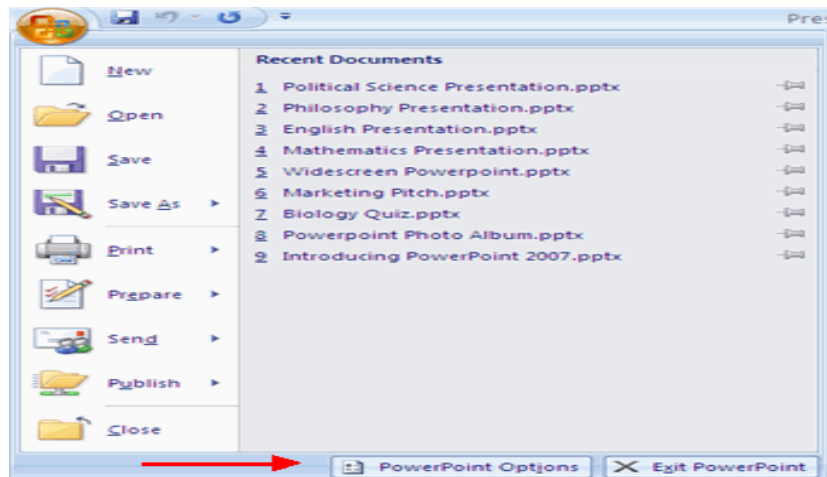 Pres
New
Open
Save
Save As
Print
Prepare
Send
Publish
Close
Recent Documents
1 Political Science Presentation.pptx
2 Philosophy Presentation.pptx
3 English Presentation.pptx
4 Mathematics Presentation.pptx
5 Widescreen Powerpoint.pptx
6 Marketing Pitch.pptx
7 Biology Quiz.pptx
8 Powerpoint Photo Album.pptx
9 Introducing PowerPoint 2007.pptx
PowerPoint Options
Exit PowerPoint